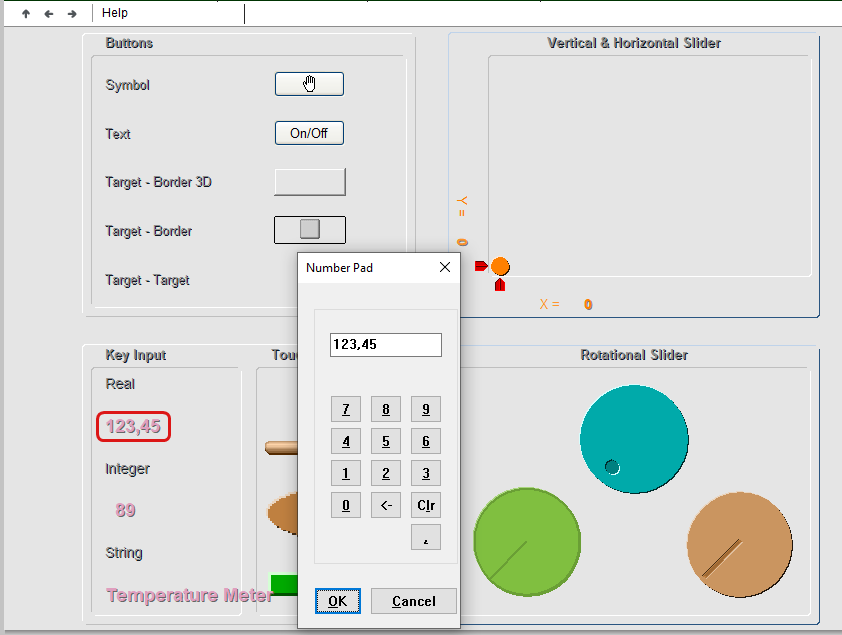 Help
Buttons
Symbol
Text
On/Off
Target - Border 3D
Target - Border
Target - Target
Vertical & Horizontal Slider
Y =
0
X =
0
Key Input
Real
123,45
Integer
89
String
Temperature Meter
Number Pad
123,45
7 8 9
4 5 6
1 2 3
0 <- Clr
,
OK Cancel
Rotational Slider